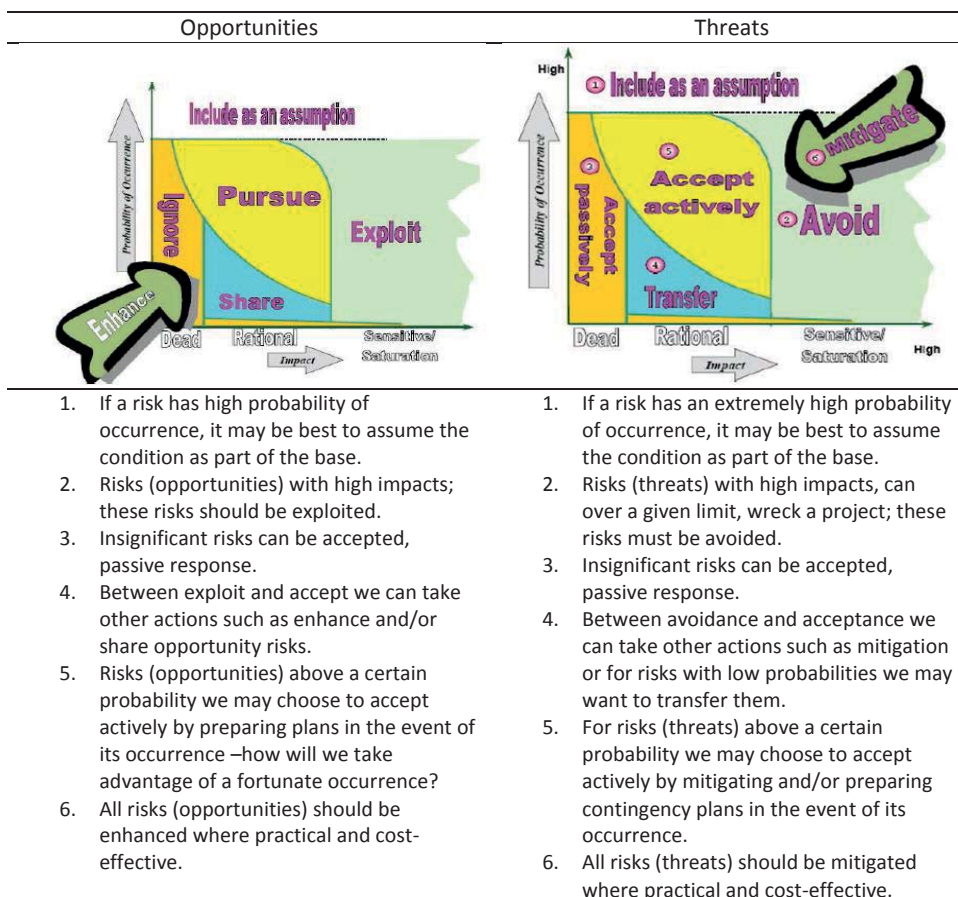 Opportunities
Threats
Include as an assumption
Probability of Occurrence
Ignore
Pursue
Exploit
Share
Enhance
Dead
Rational
Sensitive/
Saturation
Impact
High
1 Include as an assumption
Probability of Occurrence
3
Accept
passively
5
Accept
actively
6
Mitigate
2 Avoid
4
Transfer
Dead
Rational
Sensitive/
Saturation
High
Impact
1. If a risk has high probability of
occurrence, it may be best to assume the
condition as part of the base.
2. Risks (opportunities) with high impacts;
these risks should be exploited.
3. Insignificant risks can be accepted,
passive response.
4. Between exploit and accept we can take
other actions such as enhance and/or
share opportunity risks.
5. Risks (opportunities) above a certain
probability we may choose to accept
actively by preparing plans in the event of
its occurrence –how will we take
advantage of a fortunate occurrence?
6. All risks (opportunities) should be
enhanced where practical and cost-
effective.
1. If a risk has an extremely high probability
of occurrence, it may be best to assume
the condition as part of the base.
2. Risks (threats) with high impacts, can
over a given limit, wreck a project; these
risks must be avoided.
3. Insignificant risks can be accepted,
passive response.
4. Between avoidance and acceptance we
can take other actions such as mitigation
or for risks with low probabilities we may
want to transfer them.
5. For risks (threats) above a certain
probability we may choose to accept
actively by mitigating and/or preparing
contingency plans in the event of its
occurrence.
6. All risks (threats) should be mitigated
where practical and cost-effective.